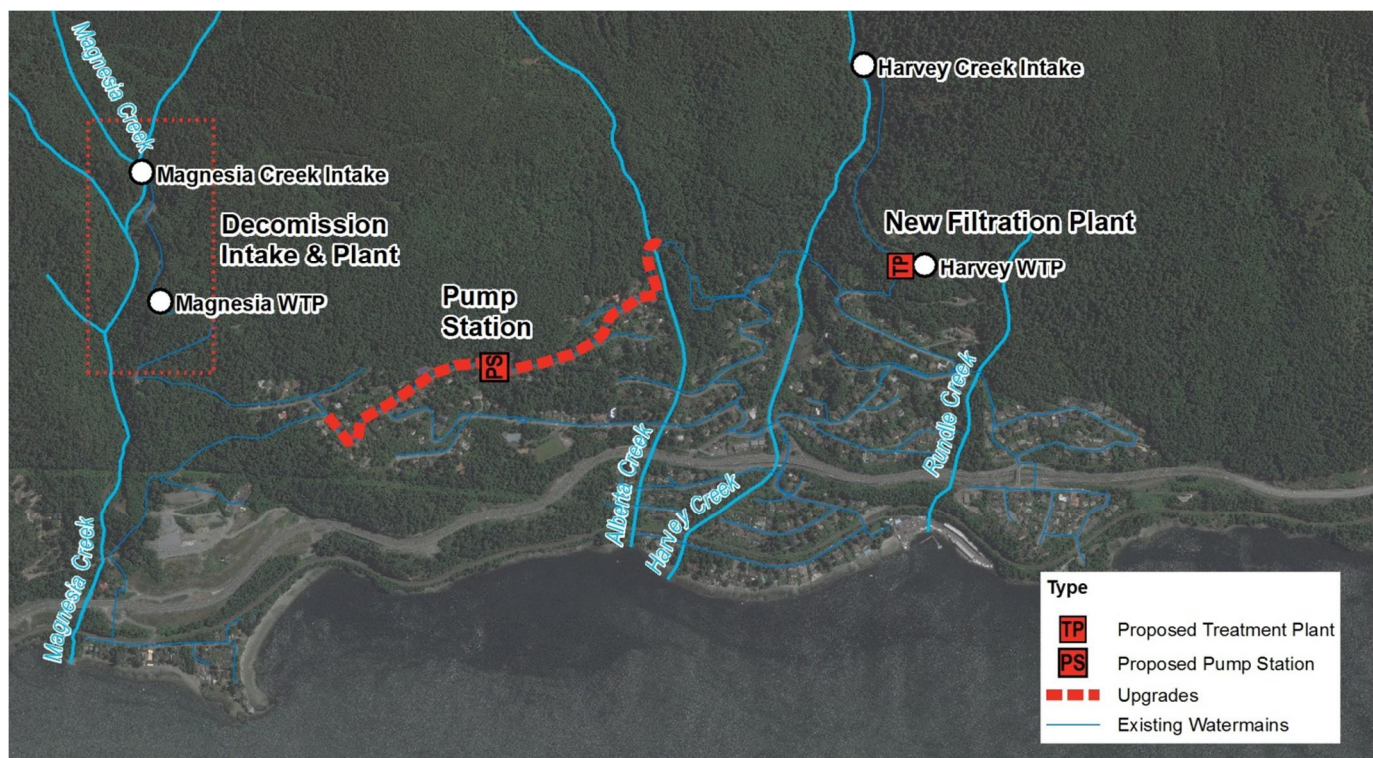 Magnesia Creek
Harvey Creek Intake
Magnesia Creek Intake
Decomission
Intake & Plant
New Filtration Plant
TP
Harvey WTP
Magnesia WTP
Pump
Station
PS
Rundle Creek
Alberta Creek
Harvey Creek
Magnesia Creek
Type
TP
Proposed Treatment Plant
PS
Proposed Pump Station
Upgrades
Existing Watermains